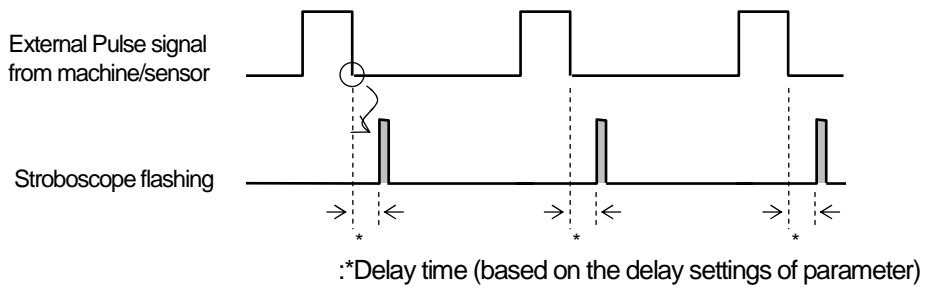 External Pulse signal
from machine/sensor
Stroboscope flashing
* * *
:*Delay time (based on the delay settings of parameter)